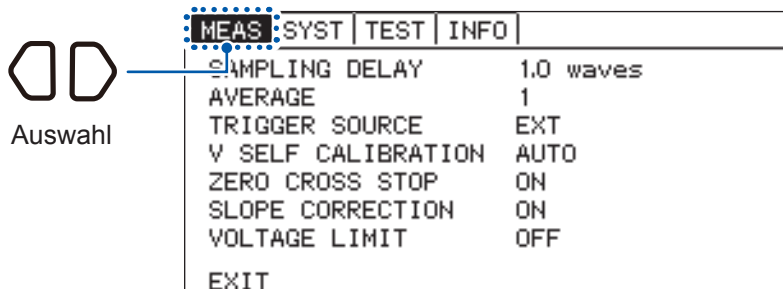 MEAS SYST TEST INFO
SAMPLING DELAY 1.0 waves
AVERAGE 1
TRIGGER SOURCE EXT
V SELF CALIBRATION AUTO
ZERO CROSS STOP ON
SLOPE CORRECTION ON
VOLTAGE LIMIT OFF
EXIT
Auswahl